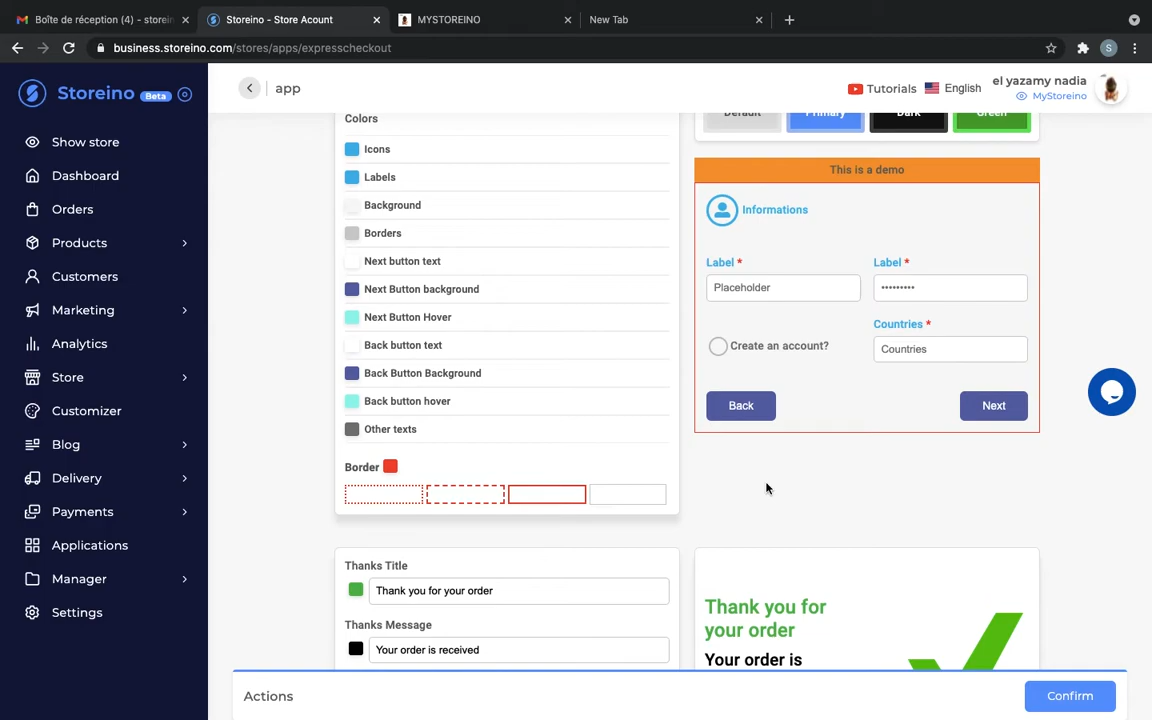 Boîte de réception (4) – storein
Storeino - Store Acount
MYSTOREINO
New Tab
business.storeino.com/stores/apps/expresscheckout
S
Storeino Beta
app
Tutorials
English
el yazamy nadia
MyStoreino
Show store
Dashboard
Orders
Products
Customers
Marketing
Analytics
Store
Customizer
Blog
Delivery
Payments
Applications
Manager
Settings
Colors
Icons
Labels
Background
Borders
Next button text
Next Button background
Next Button Hover
Back button text
Back Button Background
Back button hover
Other texts
Border
Default
Primary
Dark
Green
This is a demo
Informations
Label *
Label *
Placeholder
•••••••••
Countries *
Create an account?
Countries
Back
Next
Thanks Title
Thank you for your order
Thanks Message
Your order is received
Thank you for
your order
Your order is
Actions
Confirm